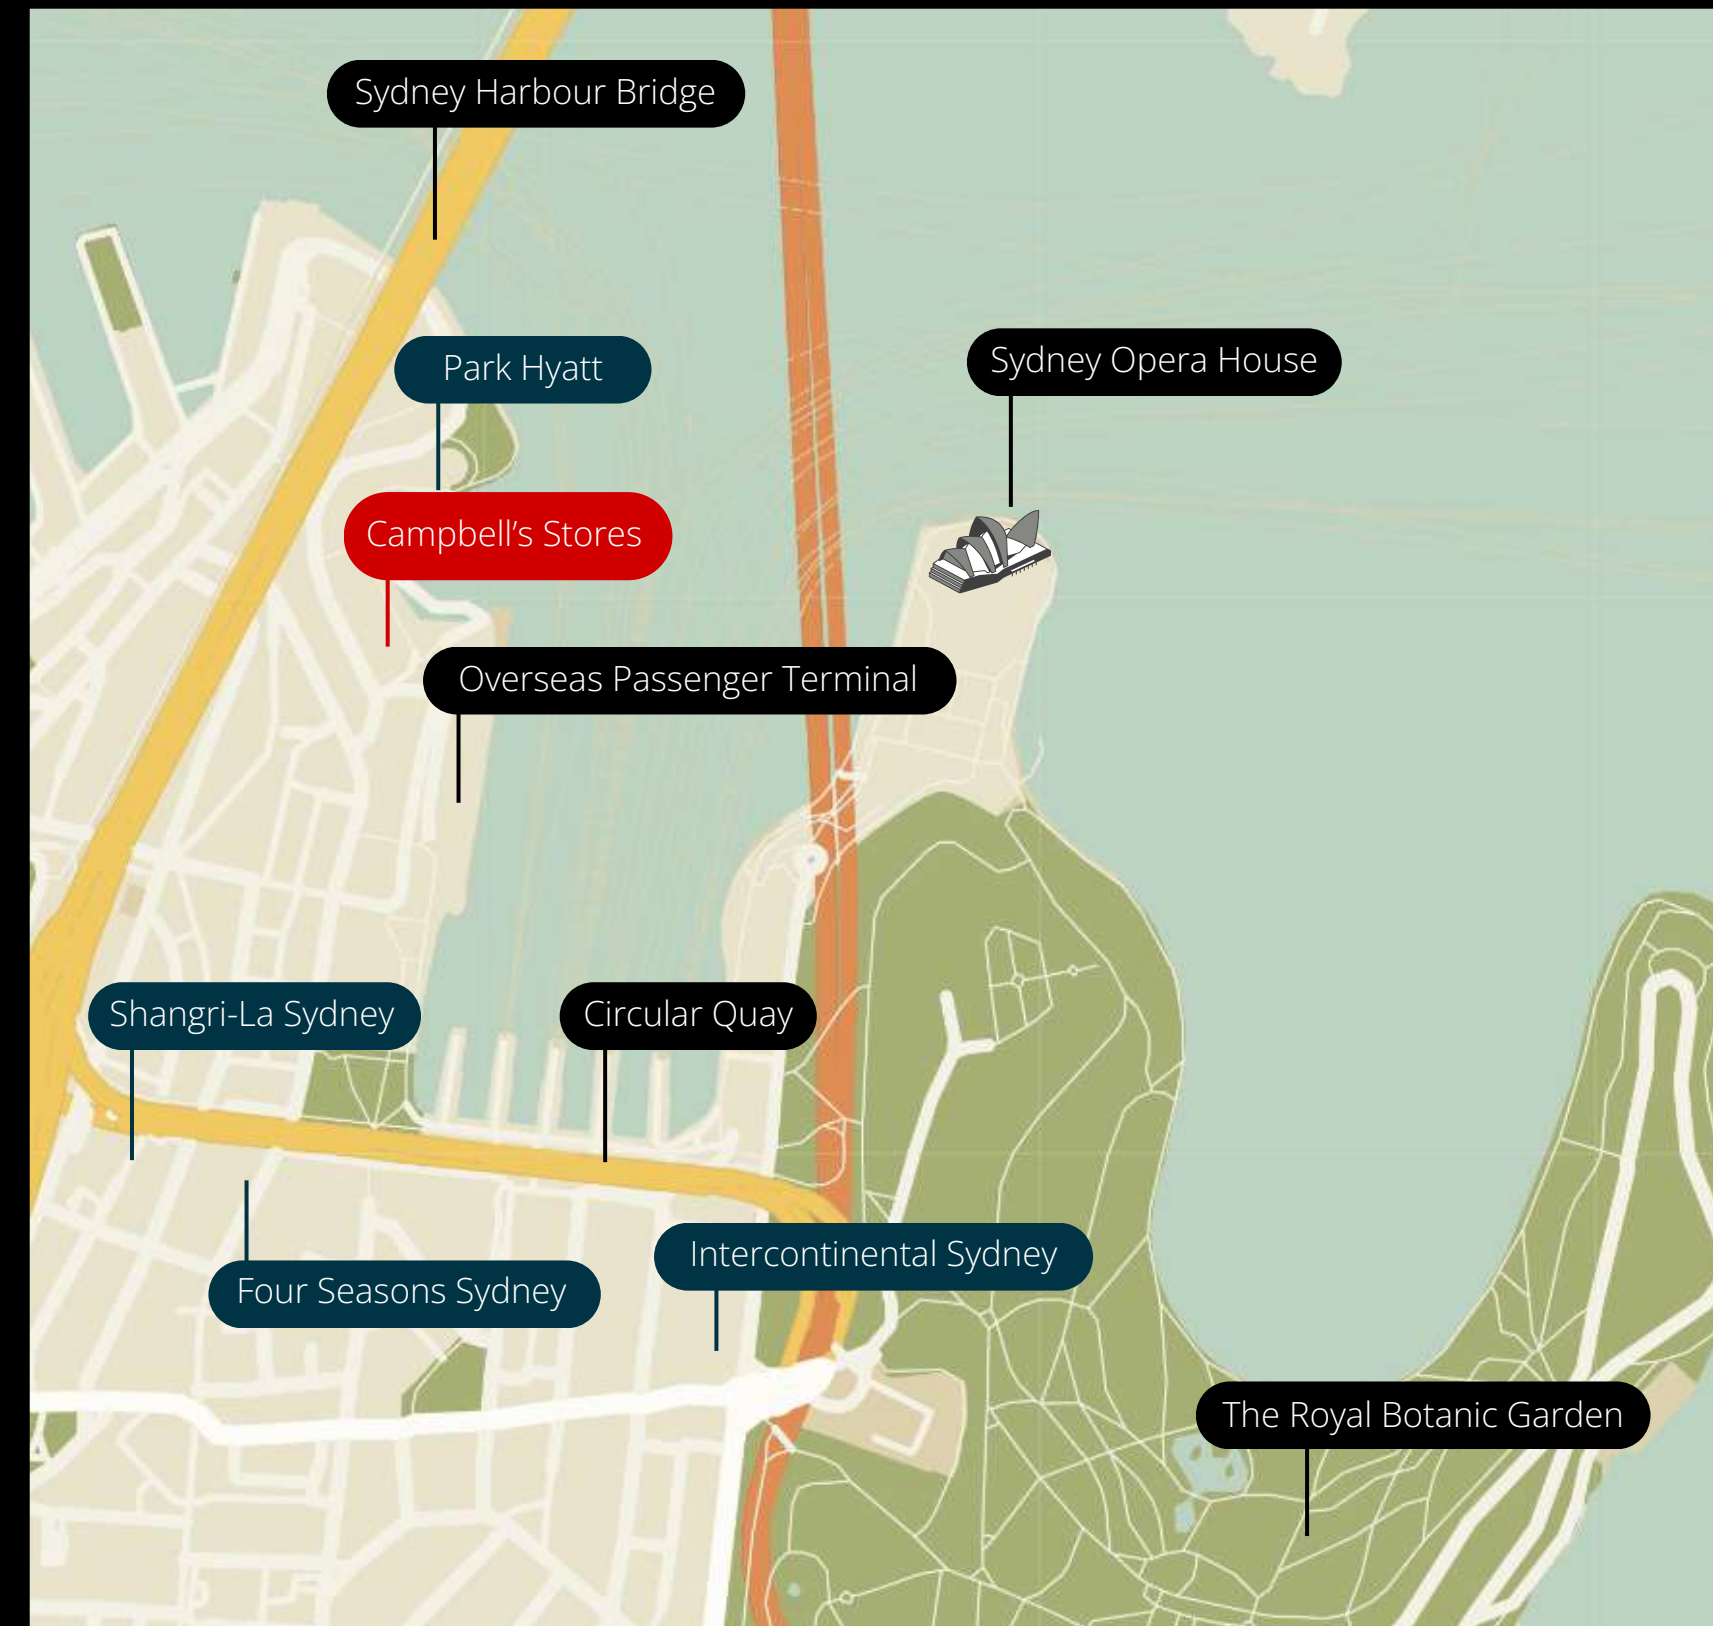 Sydney Harbour Bridge
Park Hyatt
Sydney Opera House
Campbell’s Stores
Overseas Passenger Terminal
Shangri-La Sydney
Circular Quay
Intercontinental Sydney
Four Seasons Sydney
The Royal Botanic Garden